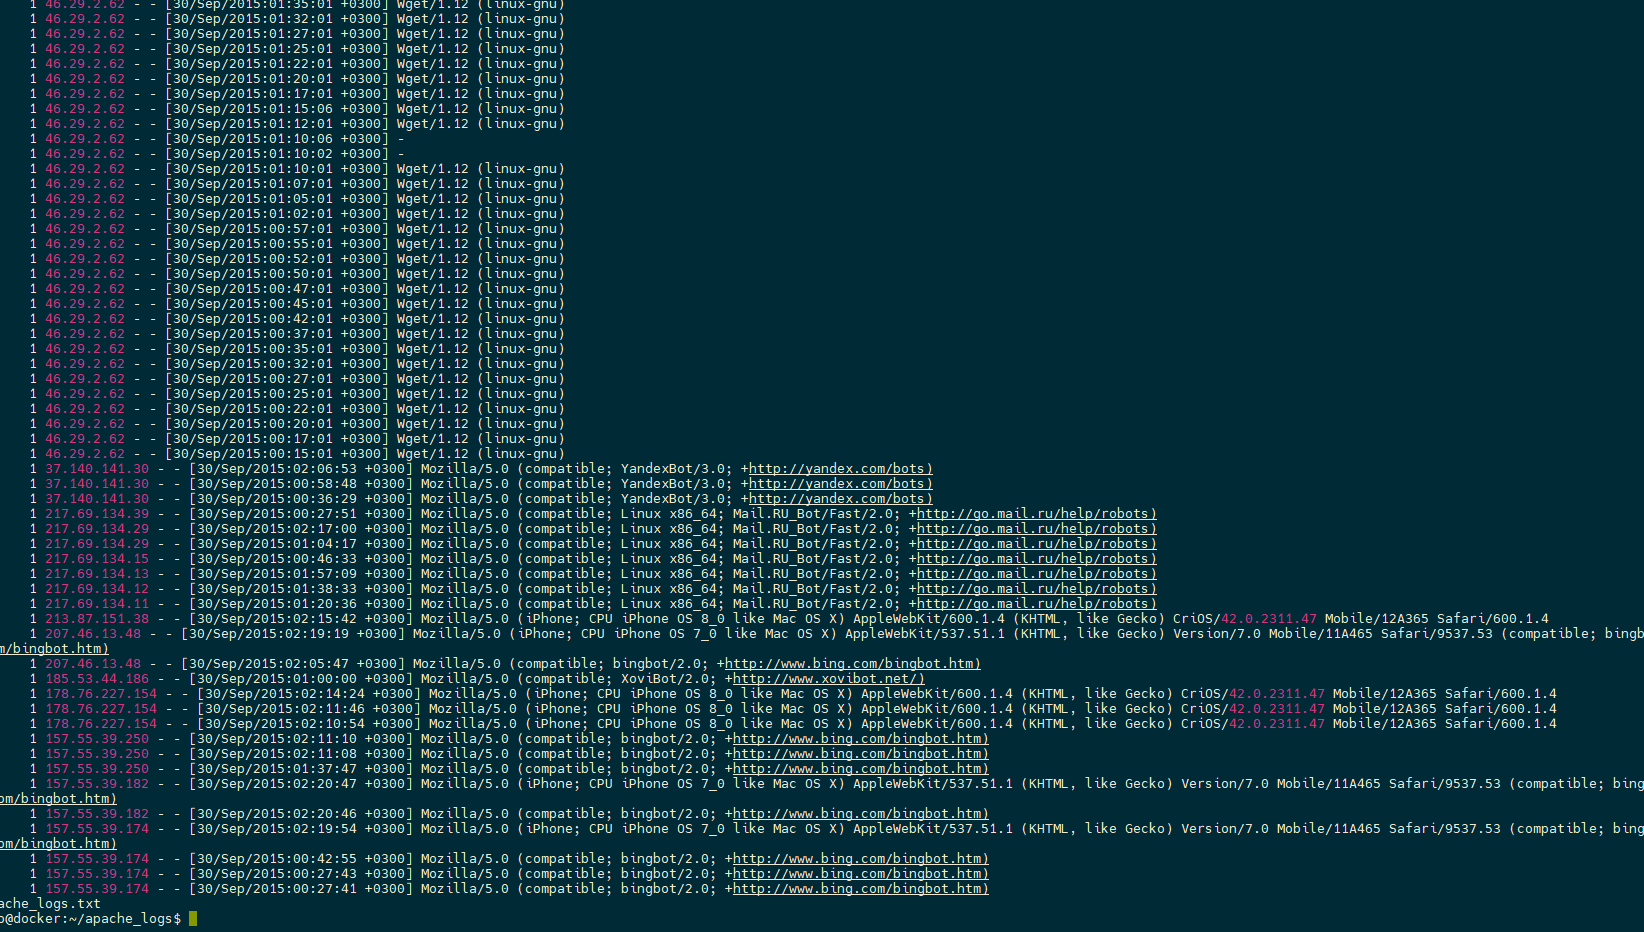 1 46.29.2.62 - - [30/Sep/2015:01:35:01 +0300] Wget/1.12 (linux-gnu)
1 46.29.2.62 - - [30/Sep/2015:01:32:01 +0300] Wget/1.12 (linux-gnu)
1 46.29.2.62 - - [30/Sep/2015:01:27:01 +0300] Wget/1.12 (linux-gnu)
1 46.29.2.62 - - [30/Sep/2015:01:25:01 +0300] Wget/1.12 (linux-gnu)
1 46.29.2.62 - - [30/Sep/2015:01:22:01 +0300] Wget/1.12 (linux-gnu)
1 46.29.2.62 - - [30/Sep/2015:01:20:01 +0300] Wget/1.12 (linux-gnu)
1 46.29.2.62 - - [30/Sep/2015:01:17:01 +0300] Wget/1.12 (linux-gnu)
1 46.29.2.62 - - [30/Sep/2015:01:15:06 +0300] Wget/1.12 (linux-gnu)
1 46.29.2.62 - - [30/Sep/2015:01:12:01 +0300] Wget/1.12 (linux-gnu)
1 46.29.2.62 - - [30/Sep/2015:01:10:06 +0300] -
1 46.29.2.62 - - [30/Sep/2015:01:10:02 +0300] -
1 46.29.2.62 - - [30/Sep/2015:01:10:01 +0300] Wget/1.12 (linux-gnu)
1 46.29.2.62 - - [30/Sep/2015:01:07:01 +0300] Wget/1.12 (linux-gnu)
1 46.29.2.62 - - [30/Sep/2015:01:05:01 +0300] Wget/1.12 (linux-gnu)
1 46.29.2.62 - - [30/Sep/2015:01:02:01 +0300] Wget/1.12 (linux-gnu)
1 46.29.2.62 - - [30/Sep/2015:00:57:01 +0300] Wget/1.12 (linux-gnu)
1 46.29.2.62 - - [30/Sep/2015:00:55:01 +0300] Wget/1.12 (linux-gnu)
1 46.29.2.62 - - [30/Sep/2015:00:52:01 +0300] Wget/1.12 (linux-gnu)
1 46.29.2.62 - - [30/Sep/2015:00:50:01 +0300] Wget/1.12 (linux-gnu)
1 46.29.2.62 - - [30/Sep/2015:00:47:01 +0300] Wget/1.12 (linux-gnu)
1 46.29.2.62 - - [30/Sep/2015:00:45:01 +0300] Wget/1.12 (linux-gnu)
1 46.29.2.62 - - [30/Sep/2015:00:42:01 +0300] Wget/1.12 (linux-gnu)
1 46.29.2.62 - - [30/Sep/2015:00:37:01 +0300] Wget/1.12 (linux-gnu)
1 46.29.2.62 - - [30/Sep/2015:00:35:01 +0300] Wget/1.12 (linux-gnu)
1 46.29.2.62 - - [30/Sep/2015:00:32:01 +0300] Wget/1.12 (linux-gnu)
1 46.29.2.62 - - [30/Sep/2015:00:27:01 +0300] Wget/1.12 (linux-gnu)
1 46.29.2.62 - - [30/Sep/2015:00:25:01 +0300] Wget/1.12 (linux-gnu)
1 46.29.2.62 - - [30/Sep/2015:00:22:01 +0300] Wget/1.12 (linux-gnu)
1 46.29.2.62 - - [30/Sep/2015:00:20:01 +0300] Wget/1.12 (linux-gnu)
1 46.29.2.62 - - [30/Sep/2015:00:17:01 +0300] Wget/1.12 (linux-gnu)
1 46.29.2.62 - - [30/Sep/2015:00:15:01 +0300] Wget/1.12 (linux-gnu)
1 37.140.141.30 - - [30/Sep/2015:02:06:53 +0300] Mozilla/5.0 (compatible; YandexBot/3.0; +http://yandex.com/bots)
1 37.140.141.30 - - [30/Sep/2015:00:58:48 +0300] Mozilla/5.0 (compatible; YandexBot/3.0; +http://yandex.com/bots)
1 37.140.141.30 - - [30/Sep/2015:00:36:29 +0300] Mozilla/5.0 (compatible; YandexBot/3.0; +http://yandex.com/bots)
1 217.69.134.39 - - [30/Sep/2015:00:27:51 +0300] Mozilla/5.0 (compatible; Linux x86_64; Mail.RU_Bot/Fast/2.0; +http://go.mail.ru/help/robots)
1 217.69.134.29 - - [30/Sep/2015:02:17:00 +0300] Mozilla/5.0 (compatible; Linux x86_64; Mail.RU_Bot/Fast/2.0; +http://go.mail.ru/help/robots)
1 217.69.134.29 - - [30/Sep/2015:01:04:17 +0300] Mozilla/5.0 (compatible; Linux x86_64; Mail.RU_Bot/Fast/2.0; +http://go.mail.ru/help/robots)
1 217.69.134.15 - - [30/Sep/2015:00:46:33 +0300] Mozilla/5.0 (compatible; Linux x86_64; Mail.RU_Bot/Fast/2.0; +http://go.mail.ru/help/robots)
1 217.69.134.13 - - [30/Sep/2015:01:57:09 +0300] Mozilla/5.0 (compatible; Linux x86_64; Mail.RU_Bot/Fast/2.0; +http://go.mail.ru/help/robots)
1 217.69.134.12 - - [30/Sep/2015:01:38:33 +0300] Mozilla/5.0 (compatible; Linux x86_64; Mail.RU_Bot/Fast/2.0; +http://go.mail.ru/help/robots)
1 217.69.134.11 - - [30/Sep/2015:01:20:36 +0300] Mozilla/5.0 (compatible; Linux x86_64; Mail.RU_Bot/Fast/2.0; +http://go.mail.ru/help/robots)
1 213.87.151.38 - - [30/Sep/2015:02:15:42 +0300] Mozilla/5.0 (iPhone; CPU iPhone OS 8_0 like Mac OS X) AppleWebKit/600.1.4 (KHTML, like Gecko) CriOS/42.0.2311.47 Mobile/12A365 Safari/600.1.4
1 207.46.13.48 - - [30/Sep/2015:02:19:19 +0300] Mozilla/5.0 (iPhone; CPU iPhone OS 7_0 like Mac OS X) AppleWebKit/537.51.1 (KHTML, like Gecko) Version/7.0 Mobile/11A465 Safari/9537.53 (compatible; bingb
m/bingbot.htm)
1 207.46.13.48 - - [30/Sep/2015:02:05:47 +0300] Mozilla/5.0 (compatible; bingbot/2.0; +http://www.bing.com/bingbot.htm)
1 185.53.44.186 - - [30/Sep/2015:01:00:00 +0300] Mozilla/5.0 (compatible; XoviBot/2.0; +http://www.xovibot.net/)
1 178.76.227.154 - - [30/Sep/2015:02:14:24 +0300] Mozilla/5.0 (iPhone; CPU iPhone OS 8_0 like Mac OS X) AppleWebKit/600.1.4 (KHTML, like Gecko) CriOS/42.0.2311.47 Mobile/12A365 Safari/600.1.4
1 178.76.227.154 - - [30/Sep/2015:02:11:46 +0300] Mozilla/5.0 (iPhone; CPU iPhone OS 8_0 like Mac OS X) AppleWebKit/600.1.4 (KHTML, like Gecko) CriOS/42.0.2311.47 Mobile/12A365 Safari/600.1.4
1 178.76.227.154 - - [30/Sep/2015:02:10:54 +0300] Mozilla/5.0 (iPhone; CPU iPhone OS 8_0 like Mac OS X) AppleWebKit/600.1.4 (KHTML, like Gecko) CriOS/42.0.2311.47 Mobile/12A365 Safari/600.1.4
1 157.55.39.250 - - [30/Sep/2015:02:11:10 +0300] Mozilla/5.0 (compatible; bingbot/2.0; +http://www.bing.com/bingbot.htm)
1 157.55.39.250 - - [30/Sep/2015:02:11:08 +0300] Mozilla/5.0 (compatible; bingbot/2.0; +http://www.bing.com/bingbot.htm)
1 157.55.39.250 - - [30/Sep/2015:01:37:47 +0300] Mozilla/5.0 (compatible; bingbot/2.0; +http://www.bing.com/bingbot.htm)
1 157.55.39.182 - - [30/Sep/2015:02:20:47 +0300] Mozilla/5.0 (iPhone; CPU iPhone OS 7_0 like Mac OS X) AppleWebKit/537.51.1 (KHTML, like Gecko) Version/7.0 Mobile/11A465 Safari/9537.53 (compatible; bing
om/bingbot.htm)
1 157.55.39.182 - - [30/Sep/2015:02:20:46 +0300] Mozilla/5.0 (compatible; bingbot/2.0; +http://www.bing.com/bingbot.htm)
1 157.55.39.174 - - [30/Sep/2015:02:19:54 +0300] Mozilla/5.0 (iPhone; CPU iPhone OS 7_0 like Mac OS X) AppleWebKit/537.51.1 (KHTML, like Gecko) Version/7.0 Mobile/11A465 Safari/9537.53 (compatible; bing
om/bingbot.htm)
1 157.55.39.174 - - [30/Sep/2015:00:42:55 +0300] Mozilla/5.0 (compatible; bingbot/2.0; +http://www.bing.com/bingbot.htm)
1 157.55.39.174 - - [30/Sep/2015:00:27:43 +0300] Mozilla/5.0 (compatible; bingbot/2.0; +http://www.bing.com/bingbot.htm)
1 157.55.39.174 - - [30/Sep/2015:00:27:41 +0300] Mozilla/5.0 (compatible; bingbot/2.0; +http://www.bing.com/bingbot.htm)
ache_logs.txt
o@docker:~/apache_logs$